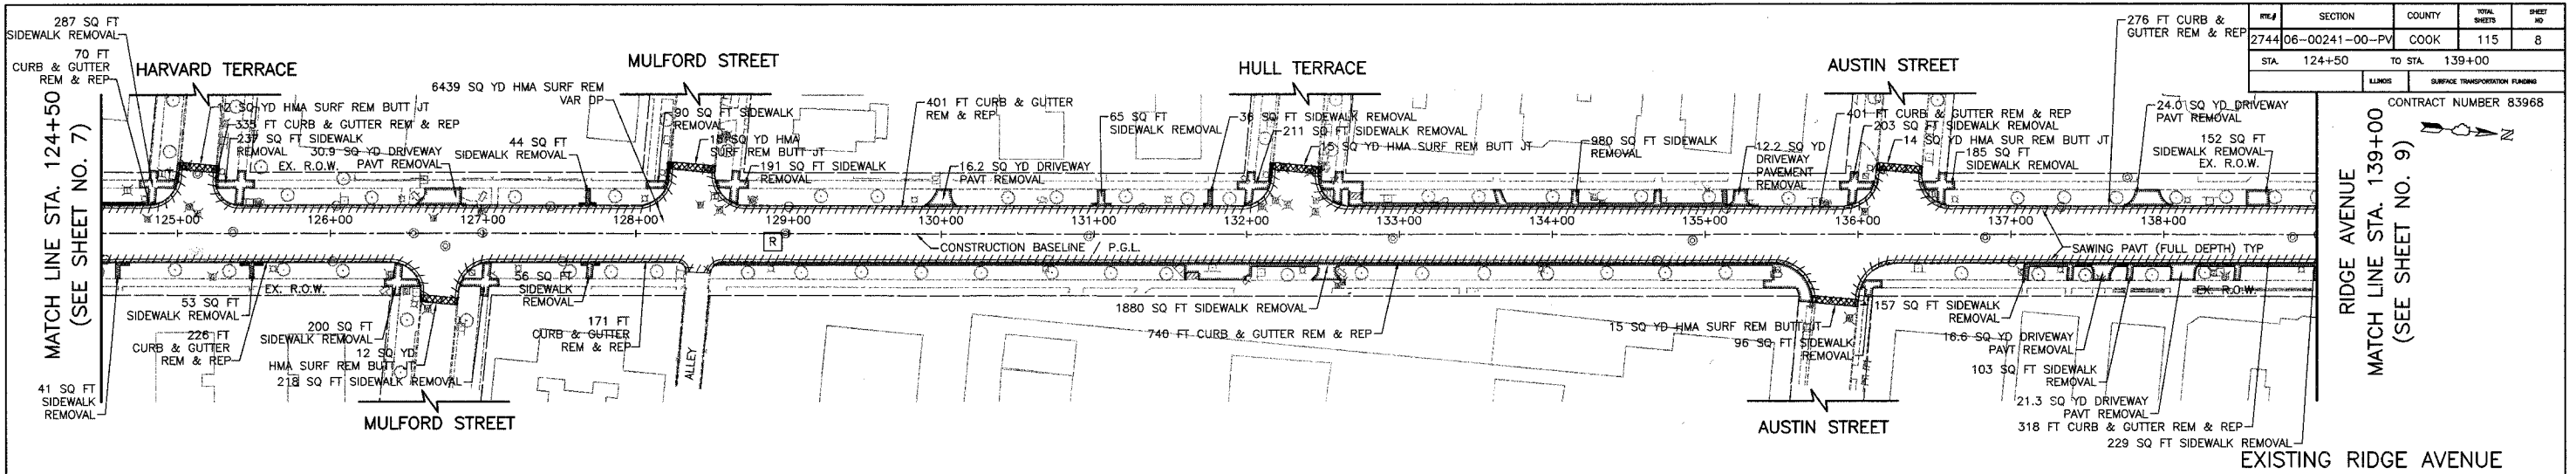 287 SQ FT
SIDEWALK REMOVAL
70 FT
CURB & GUTTER
REM & REP
HARVARD TERRACE
12 SQ YD HMA SURF REM BUTT JT
335 FT CURB & GUTTER REM & REP
237 SQ FT SIDEWALK
REMOVAL
30.9 SQ YD DRIVEWAY
PAVT REMOVAL
EX. R.O.W.
6439 SQ YD HMA SURF REM
VAR DP
44 SQ FT
SIDEWALK REMOVAL
MULFORD STREET
90 SQ FT SIDEWALK
REMOVAL
SQ YD HMA
SURF REM BUTT JT
191 SQ FT SIDEWALK
REMOVAL
401 FT CURB & GUTTER
REM & REP
16.2 SQ YD DRIVEWAY
PAVT REMOVAL
65 SQ FT
SIDEWALK REMOVAL
HULL TERRACE
36 SQ FT SIDEWALK REMOVAL
211 SQ FT SIDEWALK REMOVAL
15 SQ YD HMA SURF REM BUTT JT
980 SQ FT SIDEWALK
REMOVAL
12.2 SQ YD
DRIVEWAY
PAVEMENT
REMOVAL
AUSTIN STREET
401 FT CURB & GUTTER REM & REP
203 SQ FT SIDEWALK REMOVAL
14 SQ YD HMA SUR REM BUTT JT
185 SQ FT
SIDEWALK REMOVAL
276 FT CURB &
GUTTER REM & REP
24.0 SQ YD DRIVEWAY
PAVT REMOVAL
152 SQ FT
SIDEWALK REMOVAL
EX. R.O.W.
RTE.# SECTION COUNTY TOTAL SHEETS SHEET NO
2744 06-00241-00-PV COOK 115 8
STA. 124+50 TO STA. 139+00
ILLINOIS SURFACE TRANSPORTATION FUNDING
CONTRACT NUMBER 83968
N
MATCH LINE STA. 124+50
(SEE SHEET NO. 7)
125+00 126+00 127+00 128+00 129+00 130+00 131+00 132+00 133+00 134+00 135+00 136+00 137+00 138+00
R
CONSTRUCTION BASELINE / P.G.L.
SAWING PAVT (FULL DEPTH) TYP
RIDGE AVENUE
MATCH LINE STA. 139+00
(SEE SHEET NO. 9)
EX. R.O.W.
53 SQ FT
SIDEWALK REMOVAL
226 FT
CURB & GUTTER
REM & REP
41 SQ FT
SIDEWALK
REMOVAL
200 SQ FT
SIDEWALK REMOVAL
12 SQ YD
HMA SURF REM BUTT JT
218 SQ FT SIDEWALK REMOVAL
MULFORD STREET
56 SQ FT
SIDEWALK
REMOVAL
171 FT
CURB & GUTTER
REM & REP
ALLEY
1880 SQ FT SIDEWALK REMOVAL
740 FT CURB & GUTTER REM & REP
15 SQ YD HMA SURF REM BUTT JT
96 SQ FT SIDEWALK
REMOVAL
AUSTIN STREET
157 SQ FT SIDEWALK
REMOVAL
EX. R.O.W.
16.6 SQ YD DRIVEWAY
PAVT REMOVAL
103 SQ FT SIDEWALK
REMOVAL
21.3 SQ YD DRIVEWAY
PAVT REMOVAL
318 FT CURB & GUTTER REM & REP
229 SQ FT SIDEWALK REMOVAL
EXISTING RIDGE AVENUE